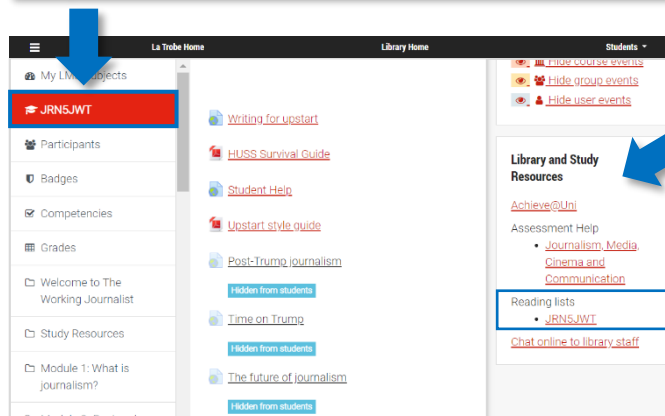 La Trobe Home
Library Home
Students
My LMS Subjects
JRN5JWT
Participants
Badges
Competencies
Grades
Welcome to The
Working Journalist
Study Resources
Module 1: What is
journalism?
Writing for upstart
HUSS Survival Guide
Student Help
Upstart style guide
Post-Trump journalism
Hidden from students
Time on Trump
Hidden from students
The future of journalism
Hidden from students
Hide course events
Hide group events
Hide user events
Library and Study
Resources
Achieve@Uni
Assessment Help
Journalism, Media,
Cinema and
Communication
Reading lists
JRN5JWT
Chat online to library staff